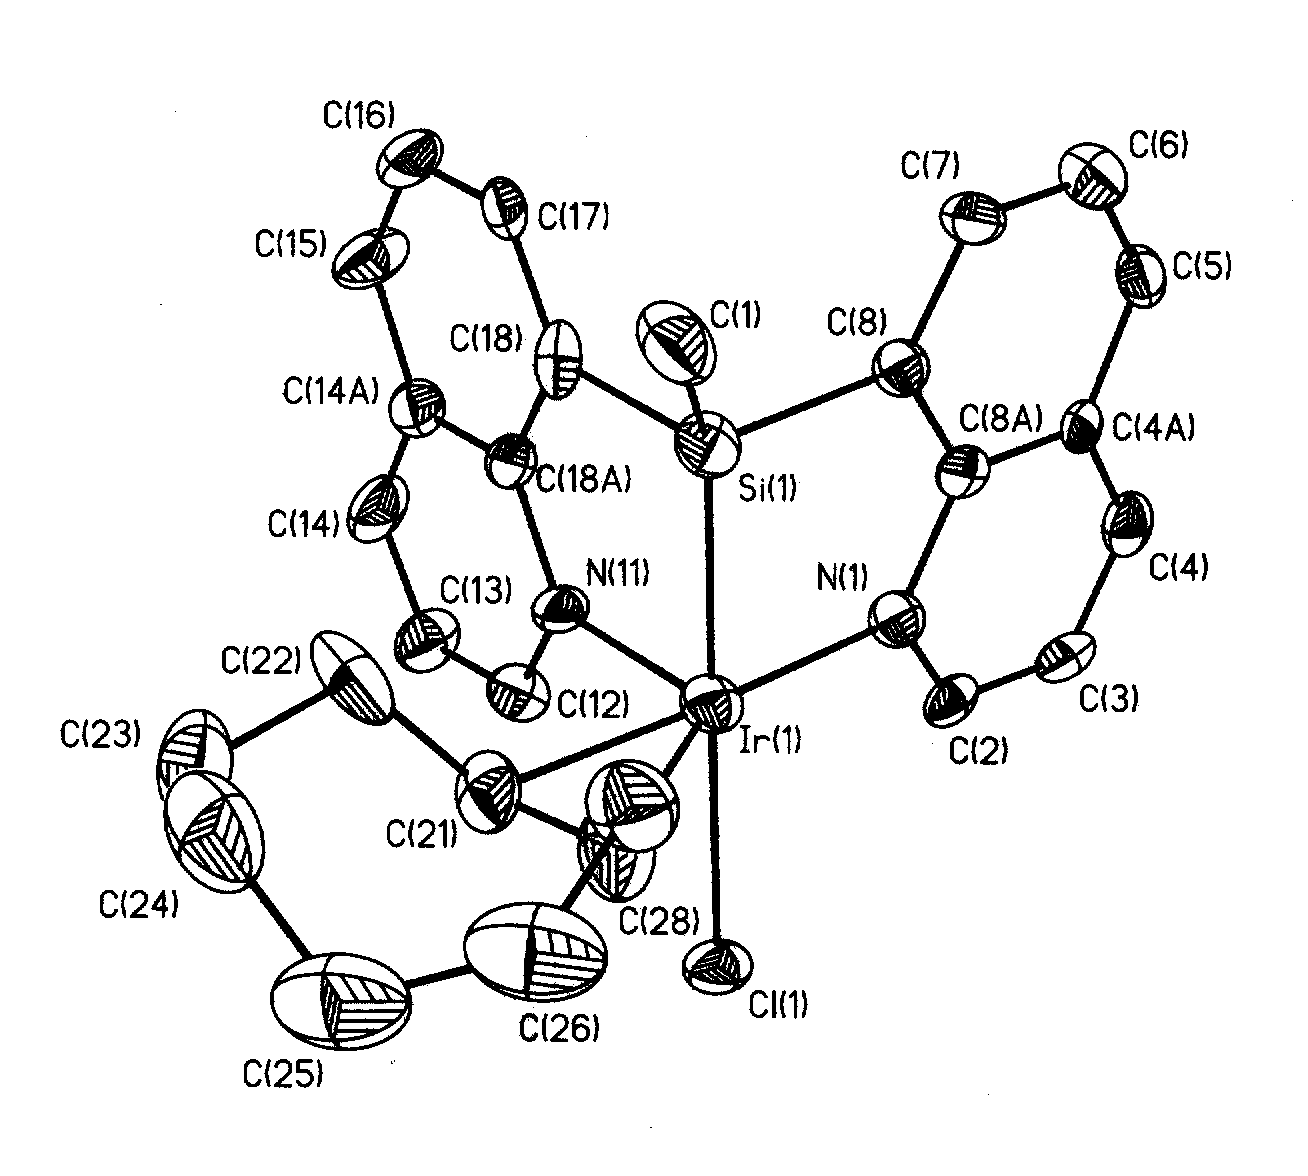 C(16)
C(6)
C(7)
C(17)
C(15)
C(5)
C(1)
C(8)
C(18)
C(14A)
C(8A)
C(4A)
C(18A)
Si(1)
C(14)
C(4)
N(11)
N(1)
C(13)
C(22)
C(3)
C(12)
C(23)
Ir(1)
C(2)
C(21)
C(24)
C(28)
Cl(1)
C(26)
C(25)